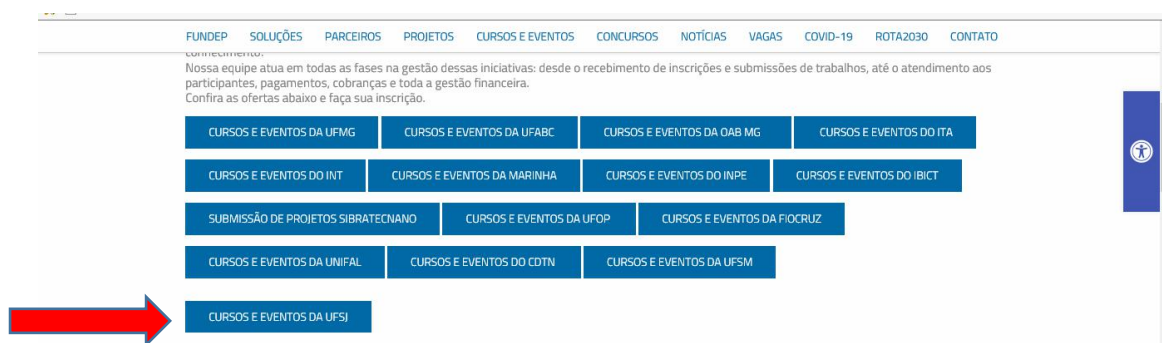 FUNDEP SOLUÇÕES PARCEIROS PROJETOS CURSOS E EVENTOS CONCURSOS NOTÍCIAS VAGAS COVID-19 ROTA2030 CONTATO
conhecimento.
Nossa equipe atua em todas as fases na gestão dessas iniciativas: desde o recebimento de inscrições e submissões de trabalhos, até o atendimento aos
participantes, pagamentos, cobranças e toda a gestão financeira.
Confira as ofertas abaixo e faça sua inscrição.
CURSOS E EVENTOS DA UFMG CURSOS E EVENTOS DA UFABC CURSOS E EVENTOS DA OAB MG CURSOS E EVENTOS DO ITA
CURSOS E EVENTOS DO INT CURSOS E EVENTOS DA MARINHA CURSOS E EVENTOS DO INPE CURSOS E EVENTOS DO IBICT
SUBMISSÃO DE PROJETOS SIBRATECNANO CURSOS E EVENTOS DA UFOP CURSOS E EVENTOS DA FIOCRUZ
CURSOS E EVENTOS DA UNIFAL CURSOS E EVENTOS DO CDTN CURSOS E EVENTOS DA UFSM
CURSOS E EVENTOS DA UFSJ